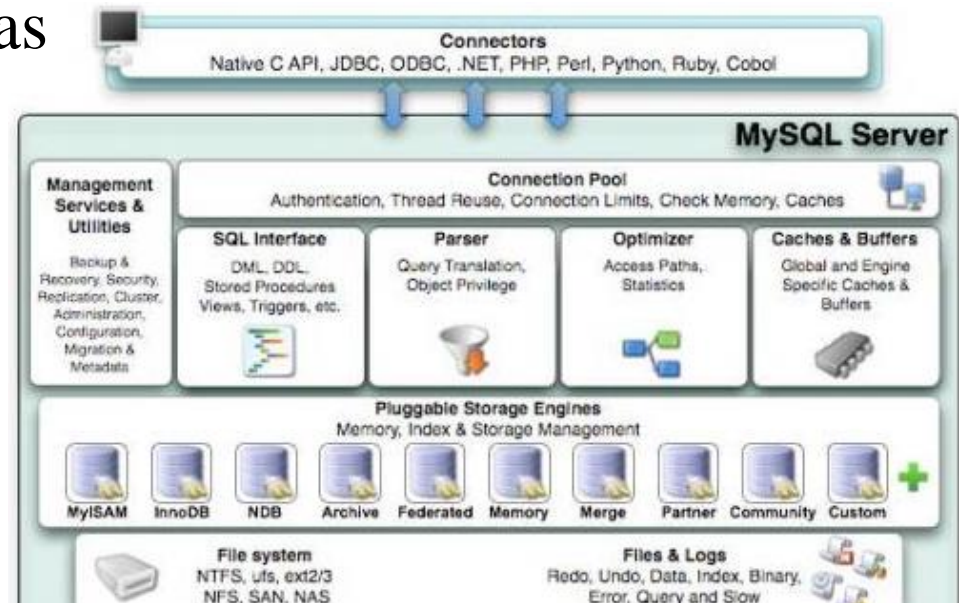 as
Connectors
Native C API, JDBC, ODBC, .NET, PHP, Perl, Python, Ruby, Cobol
MySQL Server
Management
Services &
Utilities
Backup &
Recovery, Security,
Replication, Cluster,
Administration,
Configuration,
Migration &
Metadata
Connection Pool
Authentication, Thread Reuse, Connection Limits, Check Memory, Caches
SQL Interface
DML, DDL,
Stored Procedures
Views, Triggers, etc.
Parser
Query Translation,
Object Privilege
Optimizer
Access Paths,
Statistics
Caches & Buffers
Global and Engine
Specific Caches &
Buffers
Pluggable Storage Engines
Memory, Index & Storage Management
MyISAM InnoDB NDB Archive Federated Memory Merge Partner Community Custom
File system
NTFS, ufs, ext2/3
NFS, SAN, NAS
Files & Logs
Redo, Undo, Data, Index, Binary,
Error, Query and Slow